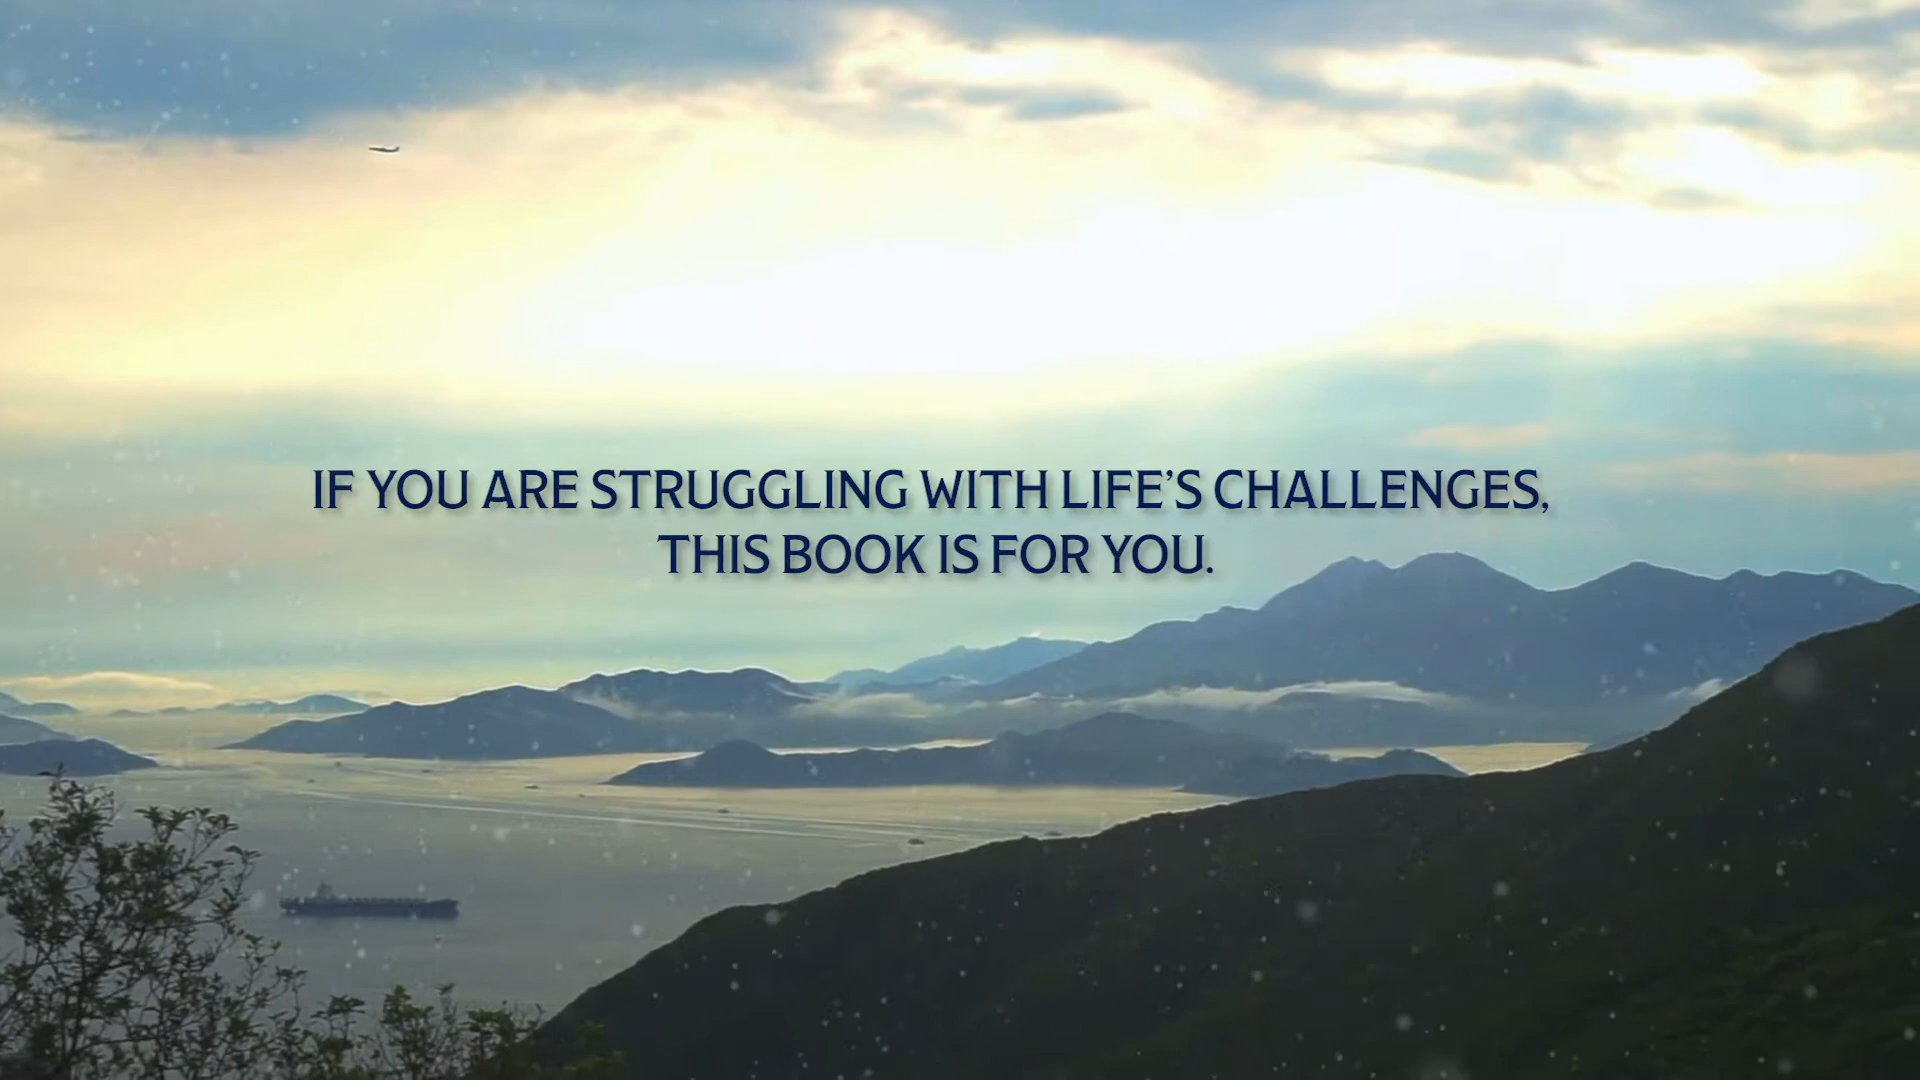 IF YOU ARE STRUGGLING WITH LIFE’S CHALLENGES,
THIS BOOK IS FOR YOU.